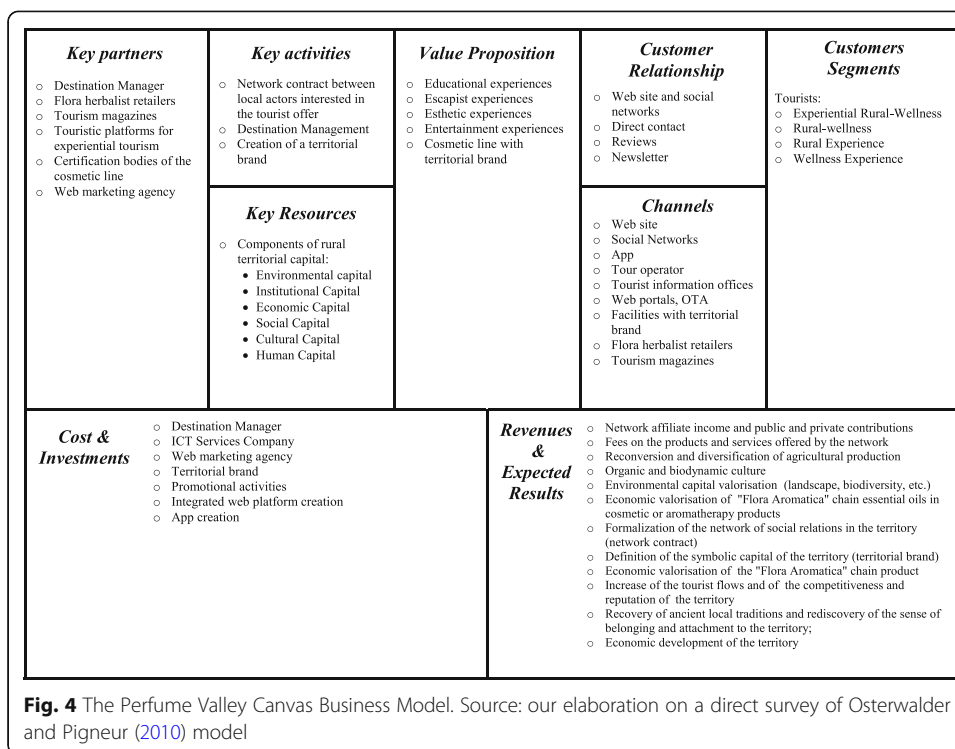 Key partners
○ Destination Manager
○ Flora herbalist retailers
○ Tourism magazines
○ Touristic platforms for
experiential tourism
○ Certification bodies of the
cosmetic line
○ Web marketing agency
Key activities
○ Network contract between
local actors interested in
the tourist offer
○ Destination Management
○ Creation of a territorial
brand
Key Resources
○ Components of rural
territorial capital:
• Environmental capital
• Institutional Capital
• Economic Capital
• Social Capital
• Cultural Capital
• Human Capital
Value Proposition
○ Educational experiences
○ Escapist experiences
○ Esthetic experiences
○ Entertainment experiences
○ Cosmetic line with
territorial brand
Customer
Relationship
○ Web site and social
networks
○ Direct contact
○ Reviews
○ Newsletter
Channels
○ Web site
○ Social Networks
○ App
○ Tour operator
○ Tourist information offices
○ Web portals, OTA
○ Facilities with territorial
brand
○ Flora herbalist retailers
○ Tourism magazines
Customers
Segments
Tourists:
○ Experiential Rural-Wellness
○ Rural-wellness
○ Rural Experience
○ Wellness Experience
Cost &
Investments
○ Destination Manager
○ ICT Services Company
○ Web marketing agency
○ Territorial brand
○ Promotional activities
○ Integrated web platform creation
○ App creation
Revenues
&
Expected
Results
○ Network affiliate income and public and private contributions
○ Fees on the products and services offered by the network
○ Reconversion and diversification of agricultural production
○ Organic and biodynamic culture
○ Environmental capital valorisation (landscape, biodiversity, etc.)
○ Economic valorisation of "Flora Aromatica" chain essential oils in
cosmetic or aromatherapy products
○ Formalization of the network of social relations in the territory
(network contract)
○ Definition of the symbolic capital of the territory (territorial brand)
○ Economic valorisation of the "Flora Aromatica" chain product
○ Increase of the tourist flows and of the competitiveness and
reputation of the territory
○ Recovery of ancient local traditions and rediscovery of the sense of
belonging and attachment to the territory;
○ Economic development of the territory
Fig. 4 The Perfume Valley Canvas Business Model. Source: our elaboration on a direct survey of Osterwalder
and Pigneur (2010) model